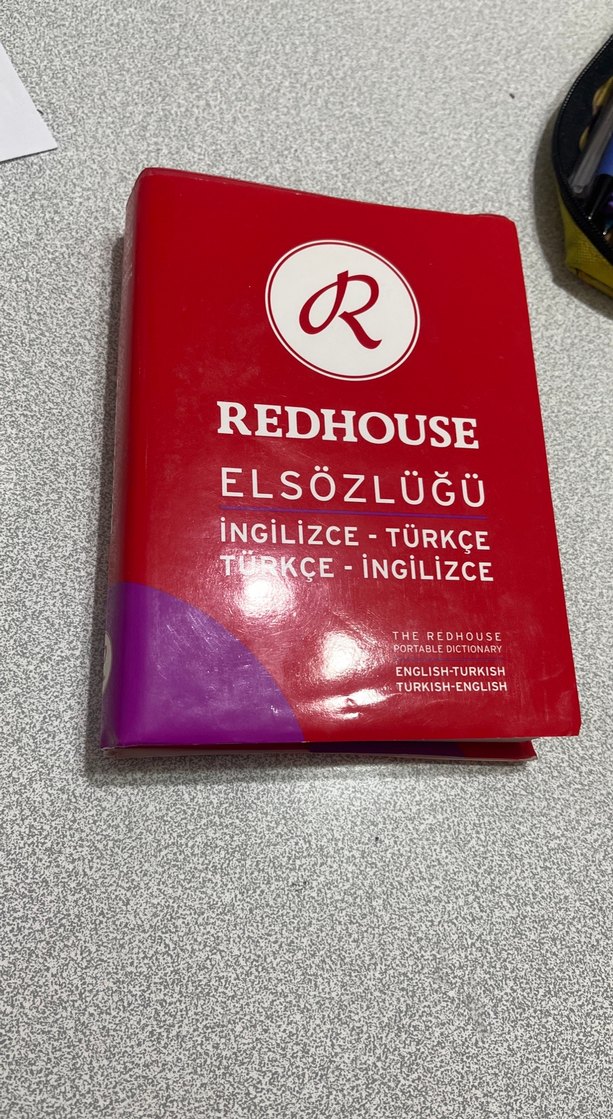 R
REDHOUSE
ELSÖZLÜĞÜ
İNGİLİZCE - TÜRKÇE
TÜRKÇE - İNGİLİZCE
THE REDHOUSE
PORTABLE DICTIONARY
ENGLISH-TURKISH
TURKISH-ENGLISH